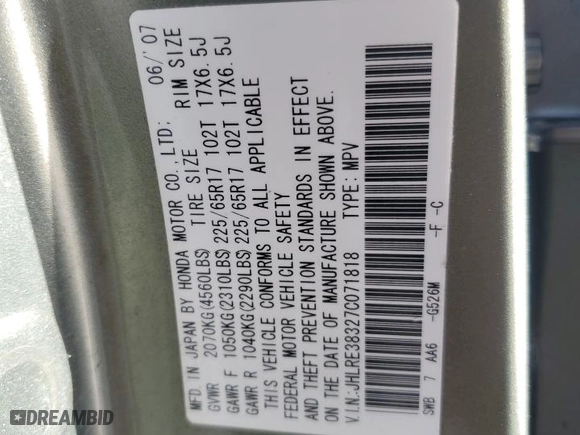 MFD. IN JAPAN BY HONDA MOTOR CO.,LTD; 06/'07
GVWR 2070KG(4560LBS) TIRE SIZE RIM SIZE
GAWR F 1050KG(2310LBS) 225/65R17 102T 17X6.5J
GAWR R 1040KG(2290LBS) 225/65R17 102T 17X6.5J
THIS VEHICLE CONFORMS TO ALL APPLICABLE
FEDERAL MOTOR VEHICLE SAFETY
AND THEFT PREVENTION STANDARDS IN EFFECT
ON THE DATE OF MANUFACTURE SHOWN ABOVE.
V.I.N:JHLRE38327C071818 TYPE: MPV
SWB 7 AA6 -G526M -F -C
DREAMBID